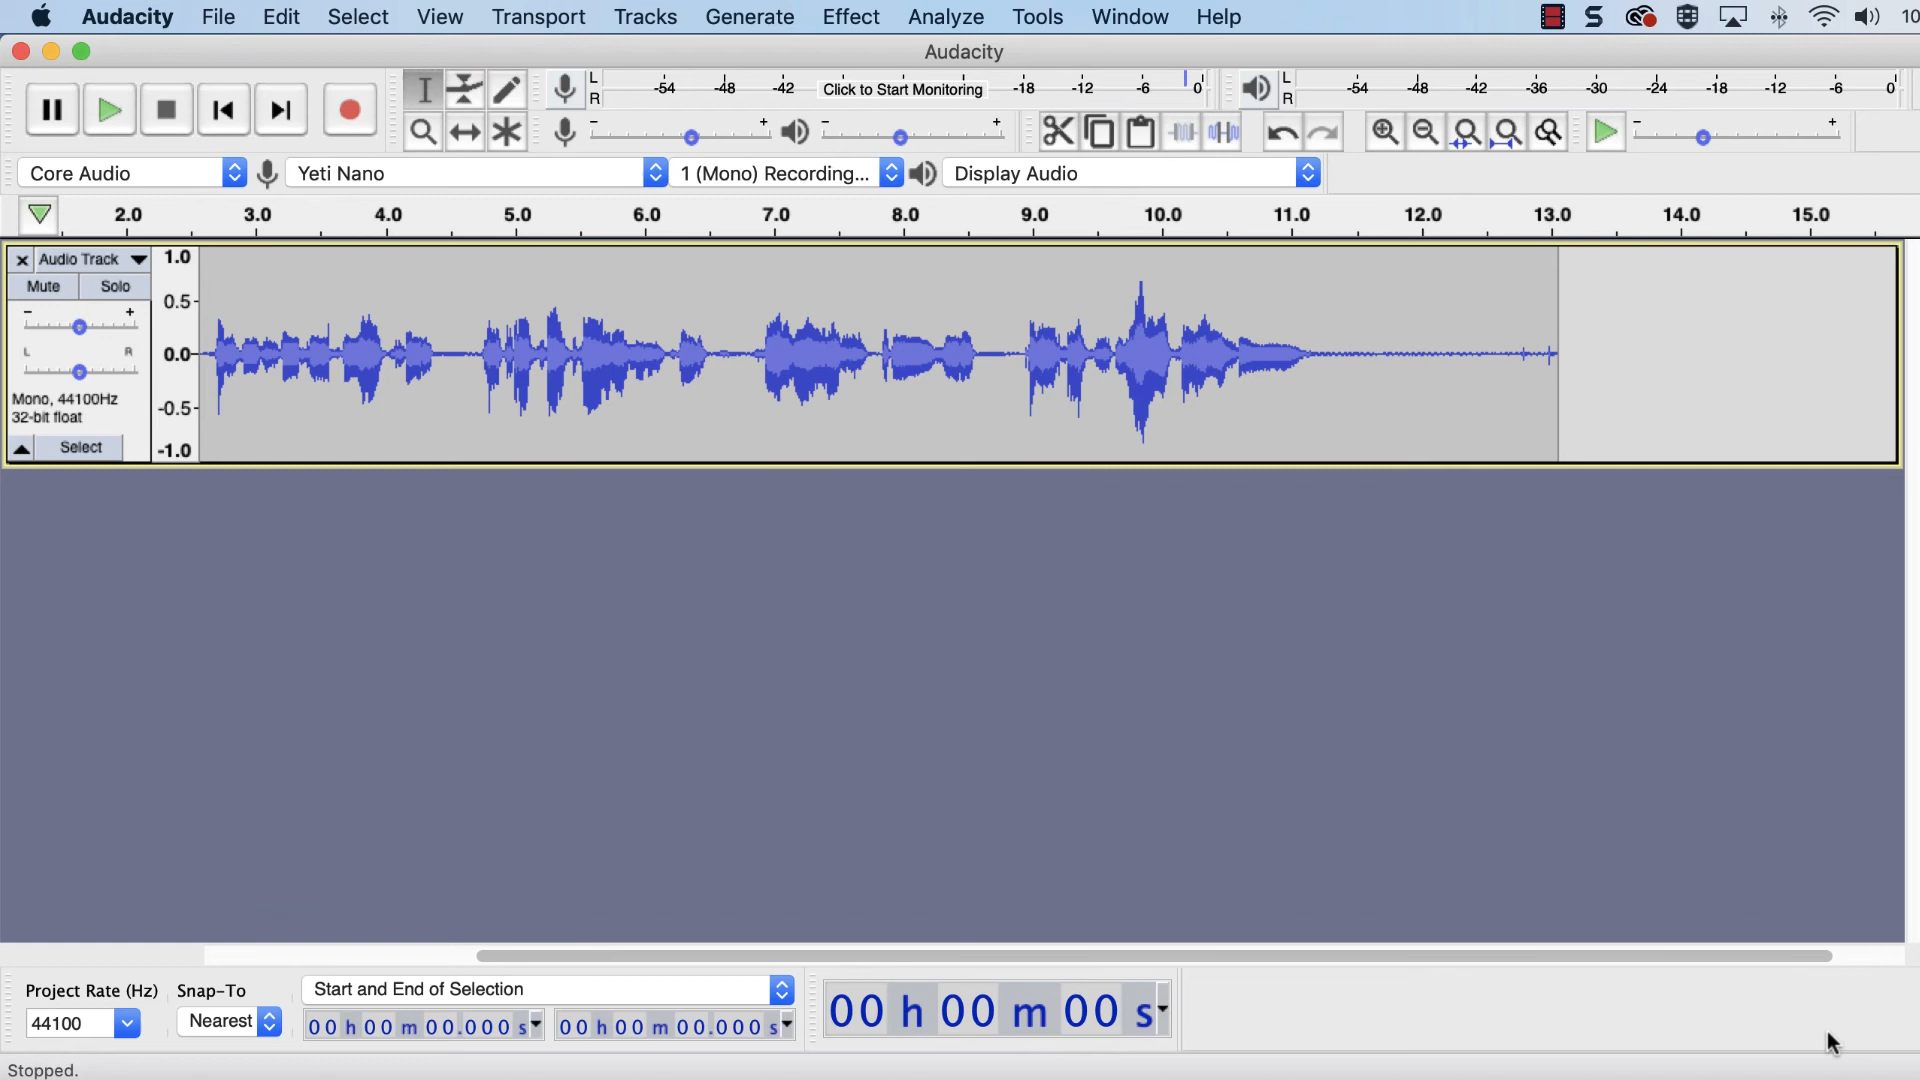 Audacity File Edit Select View Transport Tracks Generate Effect Analyze Tools Window Help 10
Audacity
L -54 -48 -42 Click to Start Monitoring -18 -12 -6 0 L -54 -48 -42 -36 -30 -24 -18 -12 -6 0
R R
- + - + - +
Core Audio Yeti Nano 1 (Mono) Recording... Display Audio
2.0 3.0 4.0 5.0 6.0 7.0 8.0 9.0 10.0 11.0 12.0 13.0 14.0 15.0
x Audio Track 1.0
Mute Solo
0.5
- +
L R 0.0
Mono, 44100Hz
32-bit float -0.5
Select -1.0
Project Rate (Hz) Snap-To Start and End of Selection
44100 Nearest 00 h 00 m 00.000 s 00 h 00 m 00.000 s 00 h 00 m 00 s
Stopped.